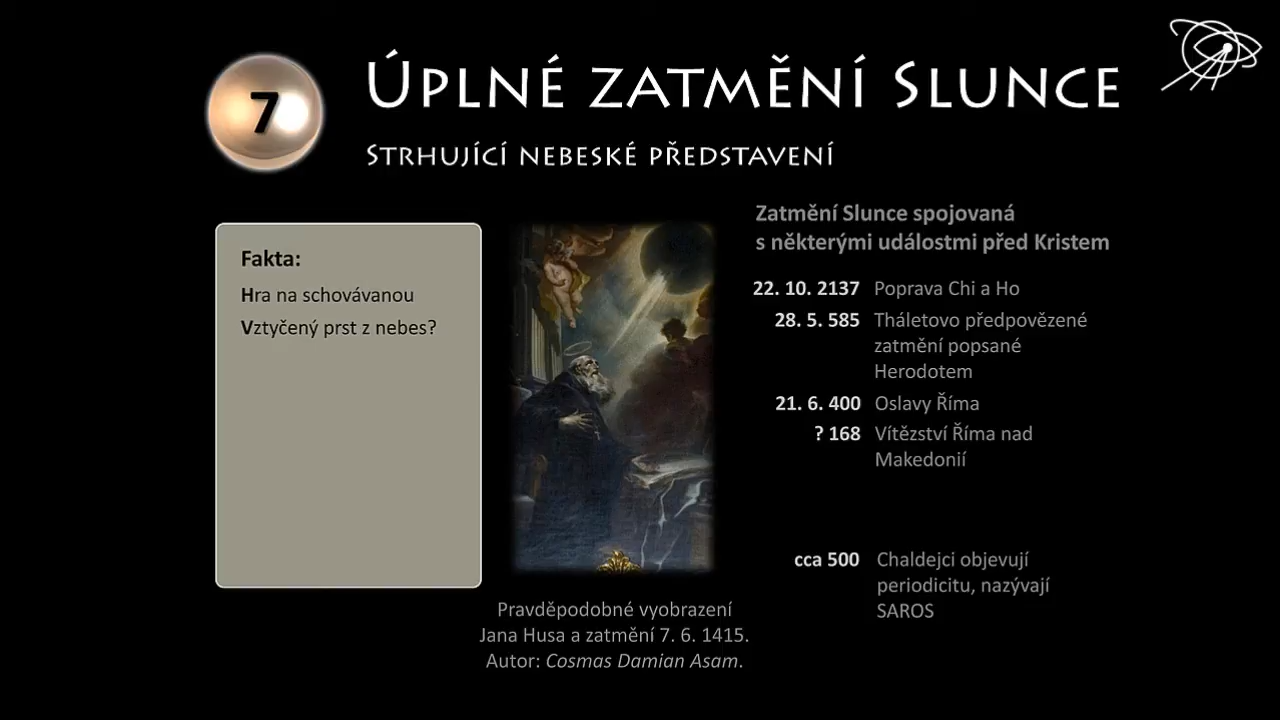 7
Úplné zatmění Slunce
Strhující nebeské představení
Fakta:
Hra na schovávanou
Vztyčený prst z nebes?
Pravděpodobné vyobrazení
Jana Husa a zatmění 7. 6. 1415.
Autor: Cosmas Damian Asam.
Zatmění Slunce spojovaná
s některými událostmi před Kristem
22. 10. 2137 Poprava Chi a Ho
28. 5. 585 Tháletovo předpovězené
zatmění popsané
Herodotem
21. 6. 400 Oslavy Říma
? 168 Vítězství Říma nad
Makedonií
cca 500 Chaldejci objevují
periodicitu, nazývají
SAROS